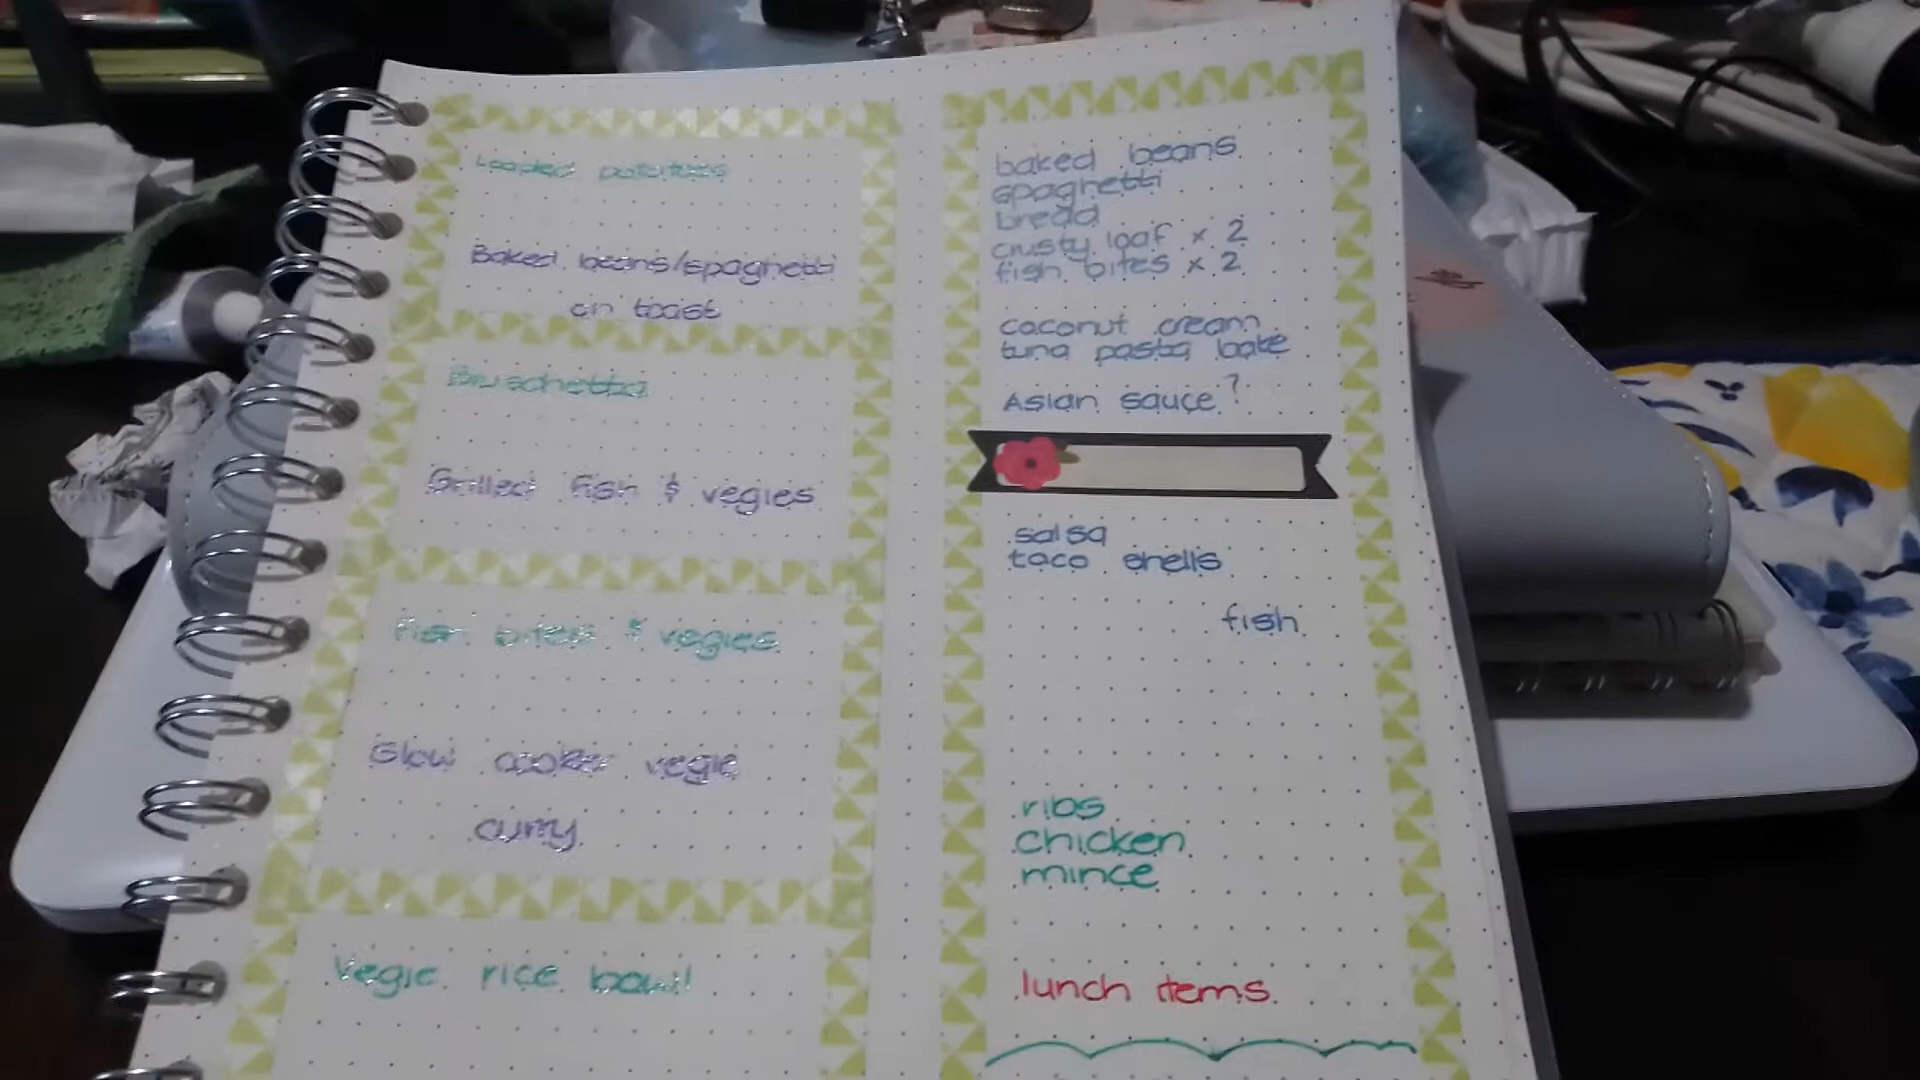 Loaded potatoes
Baked beans/spaghetti
on toast
Bruschetta
Grilled Fish & vegies
Fish bites & vegies
Slow cooker vegie
curry
Vegie rice bowl
baked beans
spaghetti
bread
crusty loaf x 2
fish bites x 2
coconut cream
tuna pasta bake
Asian sauce?
salsa
taco shells
fish
ribs
chicken
mince
lunch items